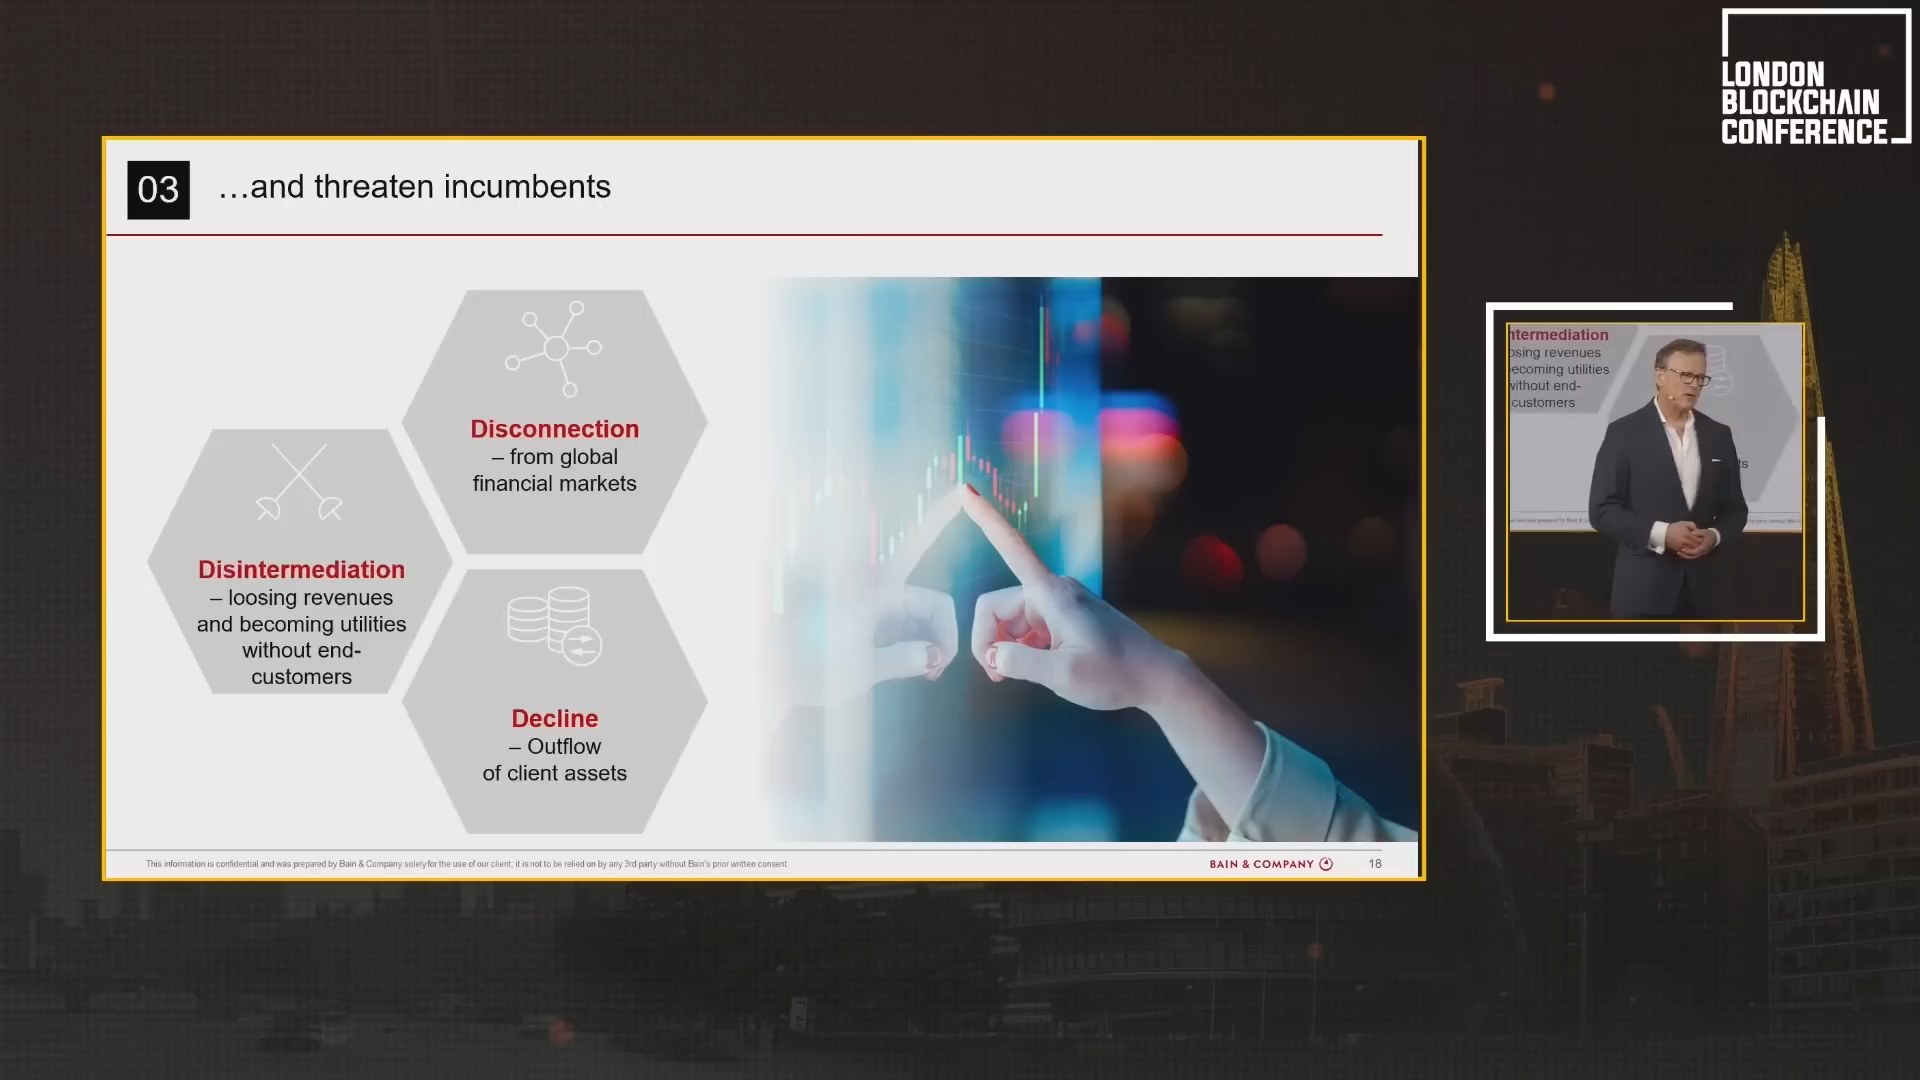 LONDON
BLOCKCHAIN
CONFERENCE
03
…and threaten incumbents
Disconnection
– from global
financial markets
Disintermediation
– loosing revenues
and becoming utilities
without end-
customers
Decline
– Outflow
of client assets
This information is confidential and was prepared by Bain & Company solely for the use of our client; it is not to be relied on by any 3rd party without Bain's prior written consent
BAIN & COMPANY
18
ntermediation
osing revenues
ecoming utilities
without end-
customers
ts